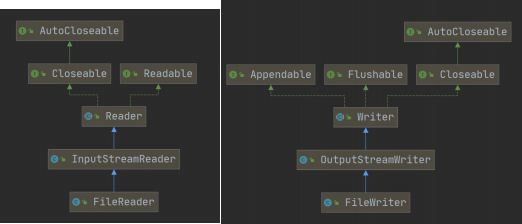 AutoCloseable
Closeable
Readable
Reader
InputStreamReader
FileReader
AutoCloseable
Appendable
Flushable
Closeable
Writer
OutputStreamWriter
FileWriter